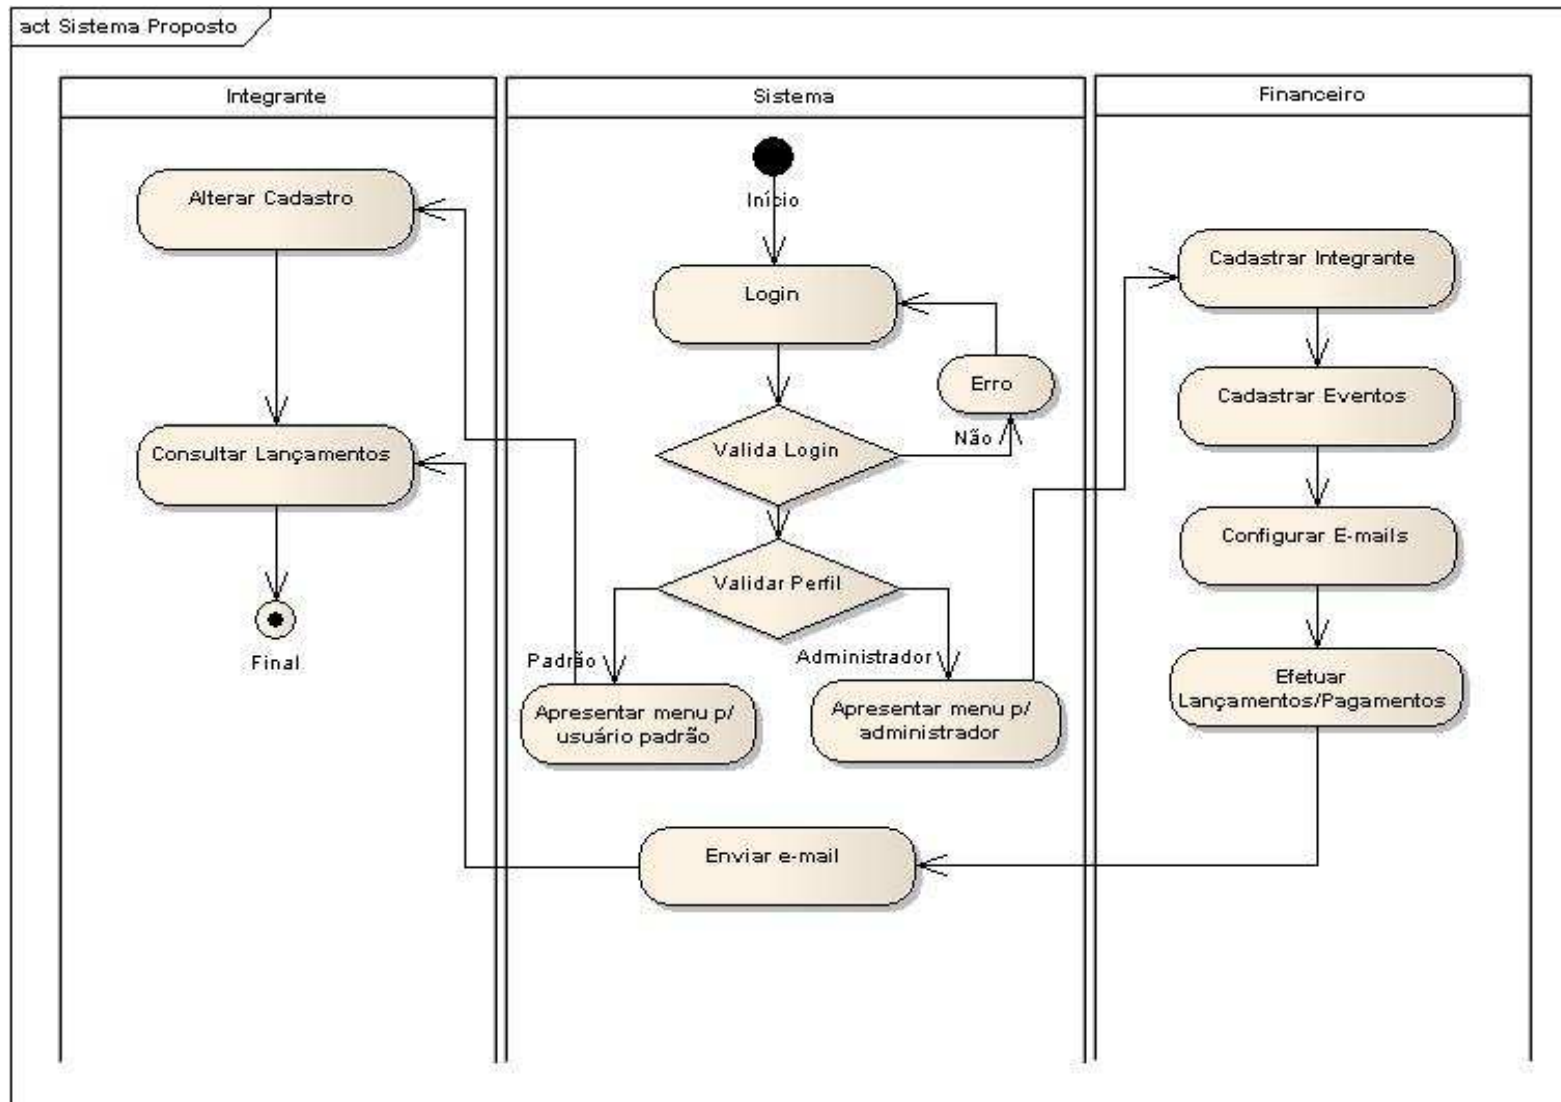 act Sistema Proposto
Integrante
Alterar Cadastro
Consultar Lançamentos
Final
Sistema
Início
Login
Erro
Não
Valida Login
Validar Perfil
Padrão
Administrador
Apresentar menu p/
usuário padrão
Apresentar menu p/
administrador
Enviar e-mail
Financeiro
Cadastrar Integrante
Cadastrar Eventos
Configurar E-mails
Efetuar
Lançamentos/Pagamentos